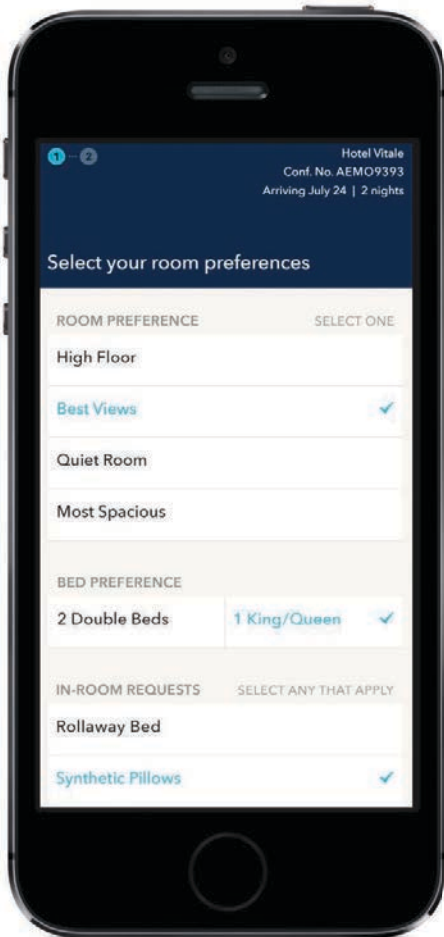 1 2
Hotel Vitale
Conf. No. AEMO9393
Arriving July 24 | 2 nights
Select your room preferences
ROOM PREFERENCE SELECT ONE
High Floor
Best Views
Quiet Room
Most Spacious
BED PREFERENCE
2 Double Beds 1 King/Queen
IN-ROOM REQUESTS SELECT ANY THAT APPLY
Rollaway Bed
Synthetic Pillows